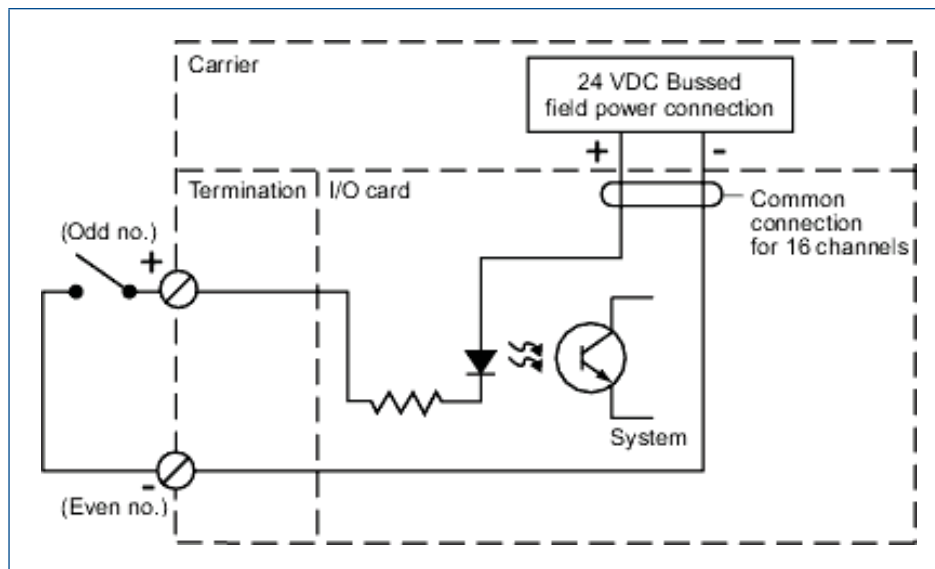 Carrier
24 VDC Bussed
field power connection
+ -
Termination
I/O card
Common
connection
for 16 channels
(Odd no.)
+
System
-
(Even no.)